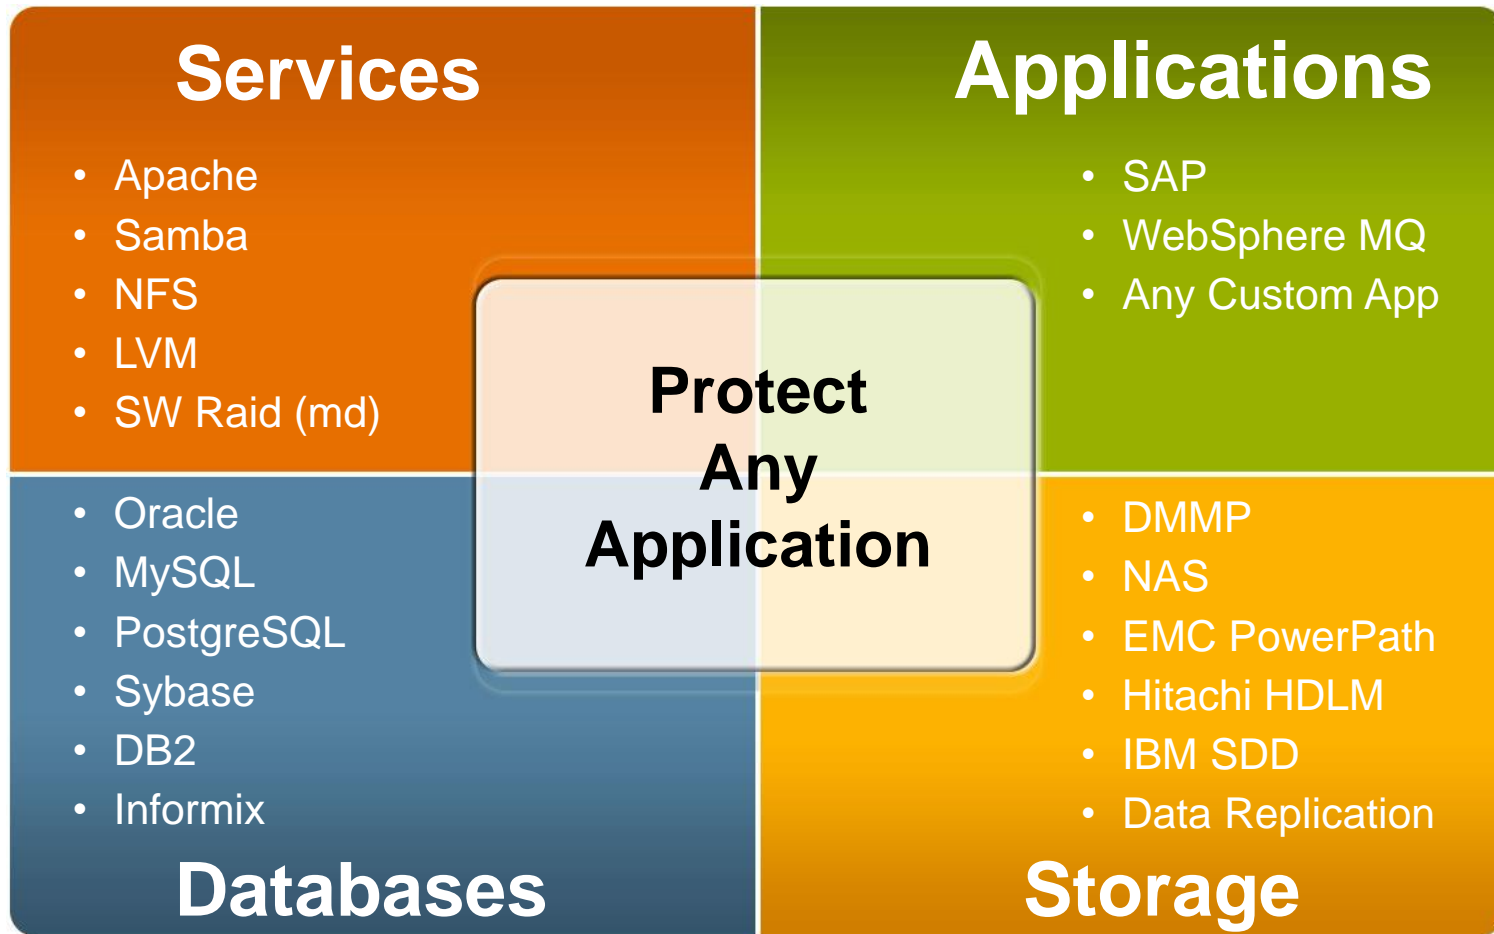 Services
• Apache
• Samba
• NFS
• LVM
• SW Raid (md)
Applications
• SAP
• WebSphere MQ
• Any Custom App
Protect
Any
Application
• Oracle
• MySQL
• PostgreSQL
• Sybase
• DB2
• Informix
Databases
• DMMP
• NAS
• EMC PowerPath
• Hitachi HDLM
• IBM SDD
• Data Replication
Storage